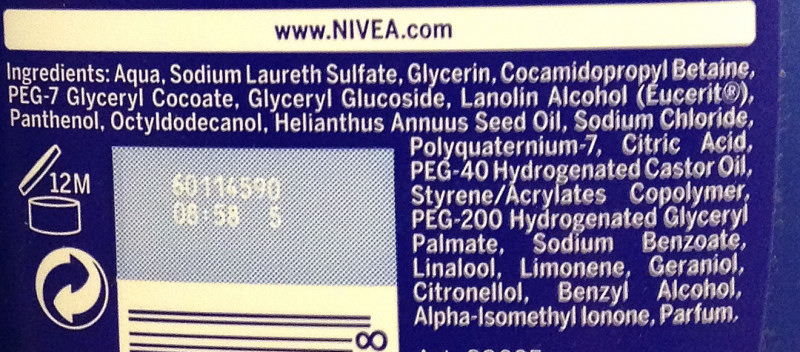 www.NIVEA.com
Ingredients: Aqua, Sodium Laureth Sulfate, Glycerin, Cocamidopropyl Betaine,
PEG-7 Glyceryl Cocoate, Glyceryl Glucoside, Lanolin Alcohol (Eucerit®),
Panthenol, Octyldodecanol, Helianthus Annuus Seed Oil, Sodium Chloride,
Polyquaternium-7, Citric Acid,
PEG-40 Hydrogenated Castor Oil,
Styrene/Acrylates Copolymer,
PEG-200 Hydrogenated Glyceryl
Palmate, Sodium Benzoate,
Linalool, Limonene, Geraniol,
Citronellol, Benzyl Alcohol,
Alpha-Isomethyl Ionone, Parfum.
12M
60114590
08:58 5
8